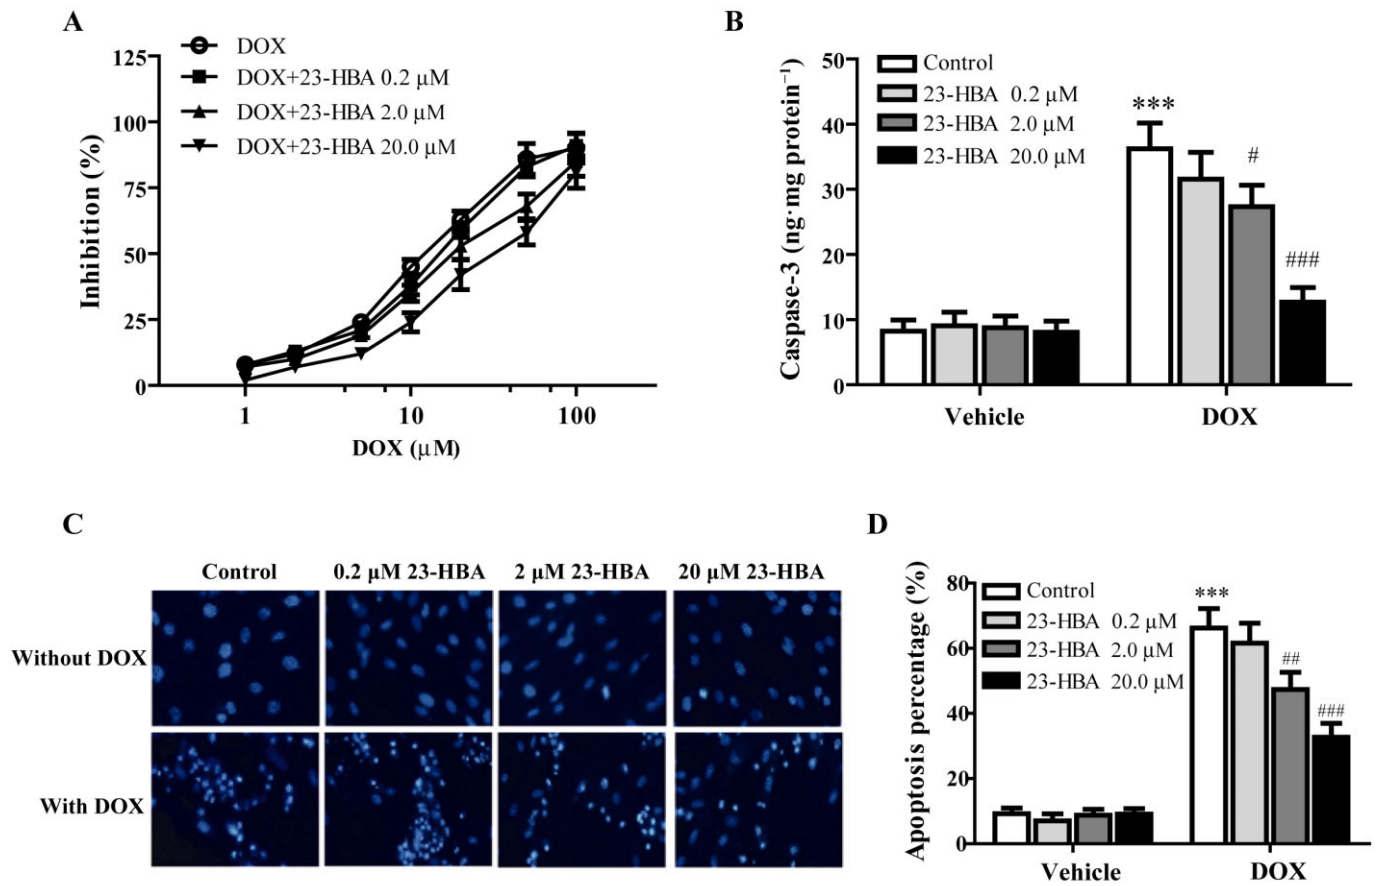 A
DOX
DOX+23-HBA 0.2 μM
DOX+23-HBA 2.0 μM
DOX+23-HBA 20.0 μM
Inhibition (%)
125
100
75
50
25
0
1
10
100
DOX (μM)
B
Control
23-HBA 0.2 μM
23-HBA 2.0 μM
23-HBA 20.0 μM
Caspase-3 (ng·mg protein⁻¹)
50
40
30
20
10
0
***
#
###
Vehicle
DOX
C
Control
0.2 μM 23-HBA
2 μM 23-HBA
20 μM 23-HBA
Without DOX
With DOX
D
Control
23-HBA 0.2 μM
23-HBA 2.0 μM
23-HBA 20.0 μM
Apoptosis percentage (%)
80
60
40
20
0
***
##
###
Vehicle
DOX